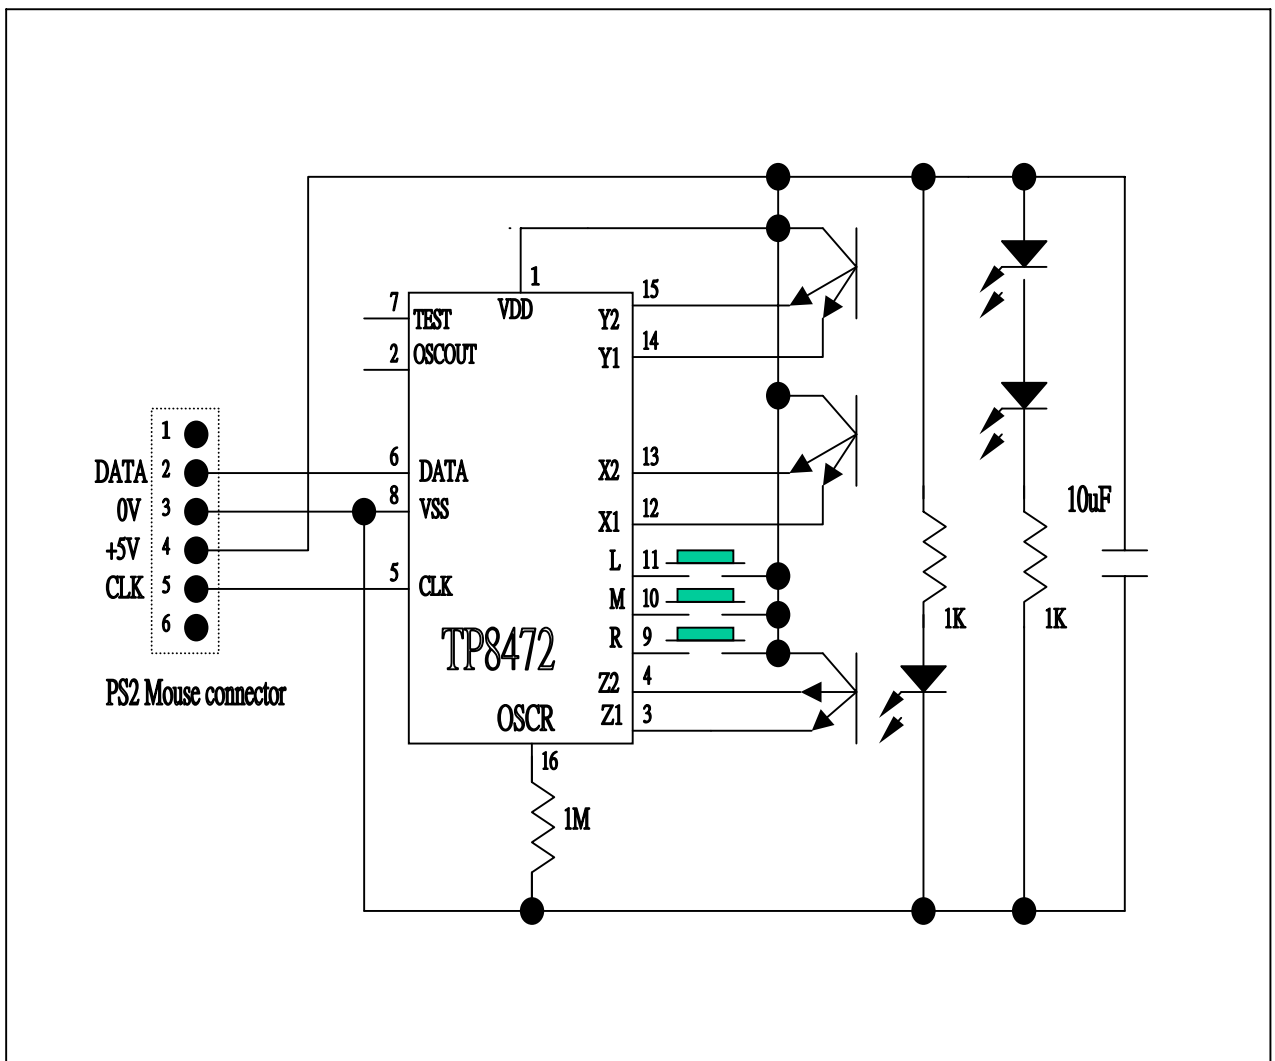 1
VDD
7
TEST
2
OSCOUT
15
Y2
14
Y1
1
DATA 2
6
DATA
0V 3
8
VSS
+5V 4
CLK 5
5
CLK
6
PS2 Mouse connector
13
X2
12
X1
L 11
M 10
R 9
Z2 4
Z1 3
TP8472
OSCR
16
1M
1K
1K
10uF